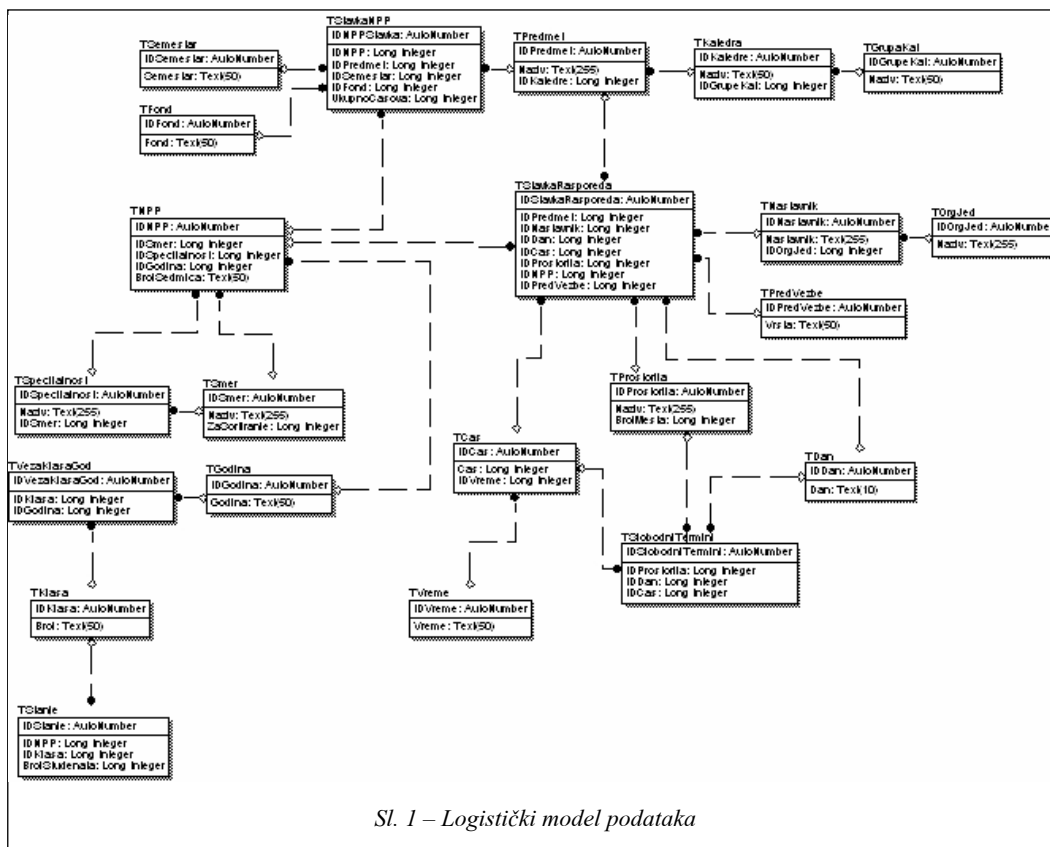 TStavkaNPP
IDNPPStavka: AutoNumber
IDNPP: Long Integer
IDPredmet: Long Integer
IDSemestar: Long Integer
IDFond: Long Integer
UkupnoCasova: Long Integer
TSemestar
IDSemestar: AutoNumber
Semestar: Text(50)
TPredmet
IDPredmet: AutoNumber
Naziv: Text(255)
IDKatedre: Long Integer
TKatedra
IDKatedre: AutoNumber
Naziv: Text(50)
IDGrupeKat: Long Integer
TGrupaKat
IDGrupeKat: AutoNumber
Naziv: Text(50)
TFond
IDFond: AutoNumber
Fond: Text(50)
TNPP
IDNPP: AutoNumber
IDSmer: Long Integer
IDSpecijalnost: Long Integer
IDGodina: Long Integer
BrojSedmica: Text(50)
TStavkaRasporeda
IDStavkaRasporeda: AutoNumber
IDPredmet: Long Integer
IDNastavnik: Long Integer
IDDan: Long Integer
IDCas: Long Integer
IDProstorija: Long Integer
IDNPP: Long Integer
IDPredVezbe: Long Integer
TNastavnik
IDNastavnik: AutoNumber
Nastavnik: Text(255)
IDOrgJed: Long Integer
TOrgJed
IDOrgJed: AutoNumber
Naziv: Text(255)
TPredVezbe
IDPredVezbe: AutoNumber
Vrsta: Text(50)
TSpecijalnost
IDSpecijalnost: AutoNumber
Naziv: Text(255)
IDSmer: Long Integer
TSmer
IDSmer: AutoNumber
Naziv: Text(255)
ZaSortiranje: Long Integer
TProstorija
IDProstorija: AutoNumber
Naziv: Text(255)
BrojMesta: Long Integer
TCas
IDCas: AutoNumber
Cas: Long Integer
IDVreme: Long Integer
TDan
IDDan: AutoNumber
Dan: Text(10)
TVezaKlasaGod
IDVezaKlasaGod: AutoNumber
IDKlasa: Long Integer
IDGodina: Long Integer
TGodina
IDGodina: AutoNumber
Godina: Text(50)
TSlobodniTermini
IDSlobodniTermini: AutoNumber
IDProstorija: Long Integer
IDDan: Long Integer
IDCas: Long Integer
TKlasa
IDKlasa: AutoNumber
Broj: Text(50)
TVreme
IDVreme: AutoNumber
Vreme: Text(50)
TStanje
IDStanje: AutoNumber
IDNPP: Long Integer
IDKlasa: Long Integer
BrojStudenata: Long Integer
Sl. 1 – Logistički model podataka